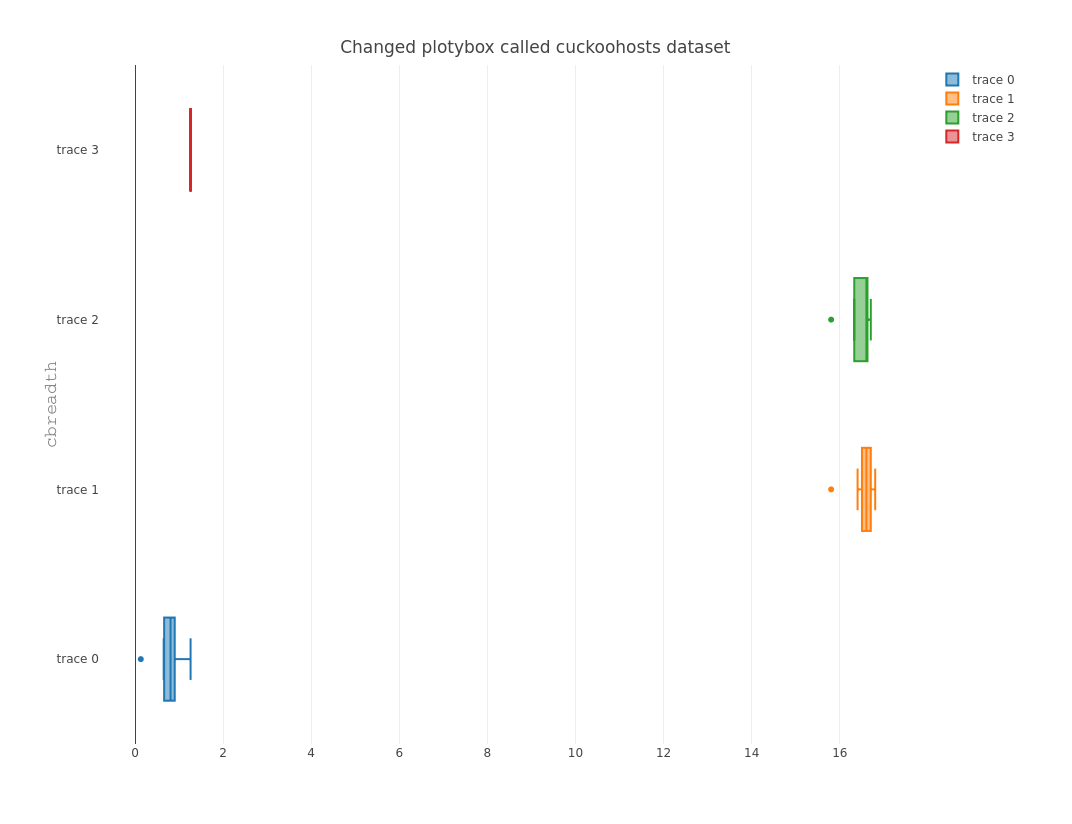 Changed plotybox called cuckoohosts dataset
trace 0
trace 1
trace 2
trace 3
trace 3
trace 2
trace 1
trace 0
cbreadth
0
2
4
6
8
10
12
14
16